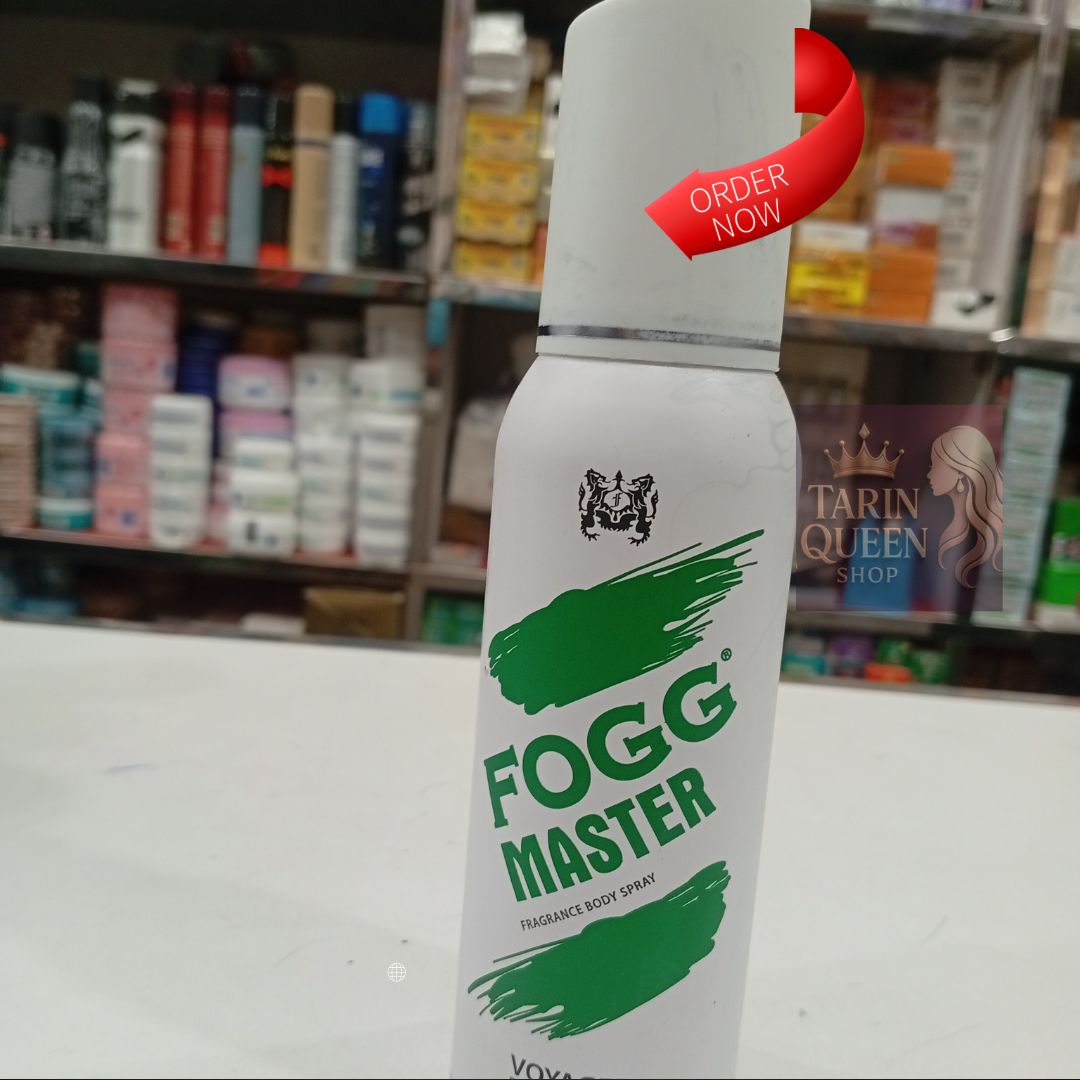 ORDER
NOW
TARIN
QUEEN
SHOP
FOGG®
MASTER
FRAGRANCE BODY SPRAY